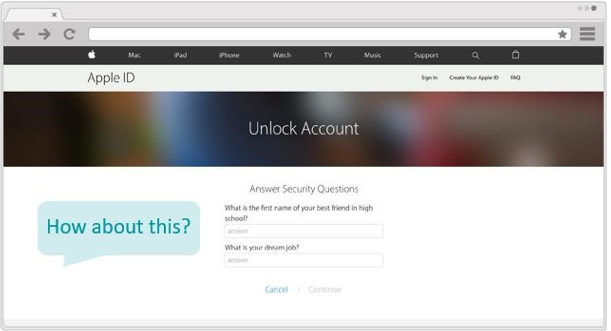 Mac iPad iPhone Watch TV Music Support
Apple ID
Sign In Create Your Apple ID FAQ
Unlock Account
Answer Security Questions
What is the first name of your best friend in high
school?
answer
What is your dream job?
answer
Cancel Continue
How about this?